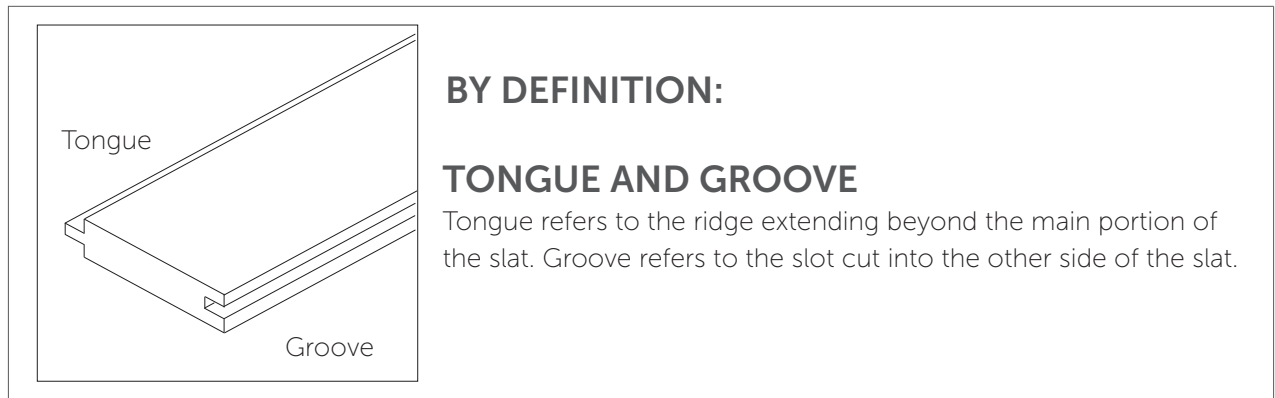 Tongue
Groove
BY DEFINITION:
TONGUE AND GROOVE
Tongue refers to the ridge extending beyond the main portion of
the slat. Groove refers to the slot cut into the other side of the slat.